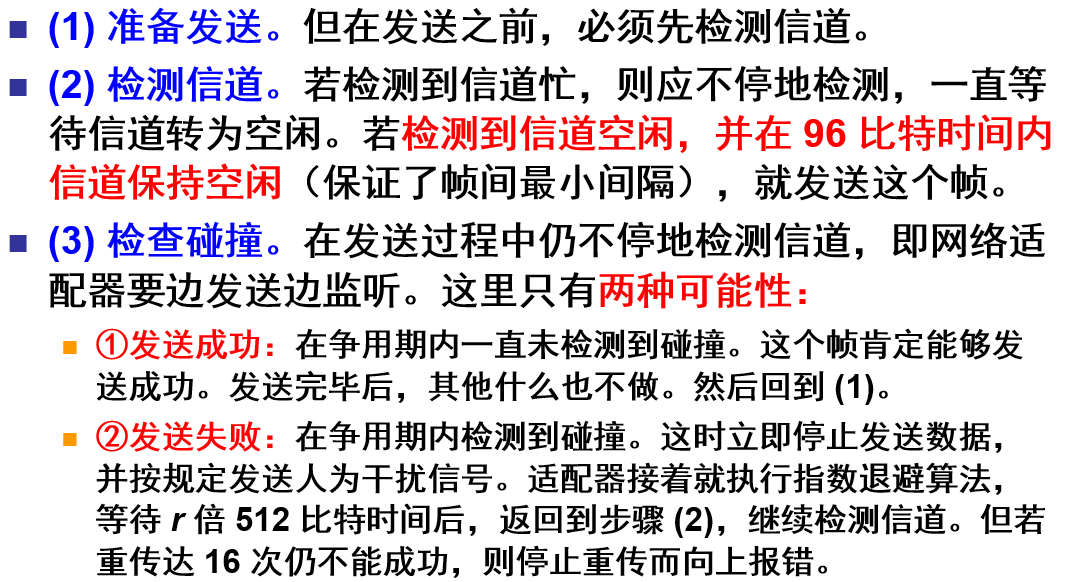 (1) 准备发送。但在发送之前，必须先检测信道。
(2) 检测信道。若检测到信道忙，则应不停地检测，一直等
待信道转为空闲。若检测到信道空闲，并在 96 比特时间内
信道保持空闲（保证了帧间最小间隔），就发送这个帧。
(3) 检查碰撞。在发送过程中仍不停地检测信道，即网络适
配器要边发送边监听。这里只有两种可能性：
①发送成功：在争用期内一直未检测到碰撞。这个帧肯定能够发
送成功。发送完毕后，其他什么也不做。然后回到 (1)。
②发送失败：在争用期内检测到碰撞。这时立即停止发送数据，
并按规定发送人为干扰信号。适配器接着就执行指数退避算法，
等待 r 倍 512 比特时间后，返回到步骤 (2)，继续检测信道。但若
重传达 16 次仍不能成功，则停止重传而向上报错。